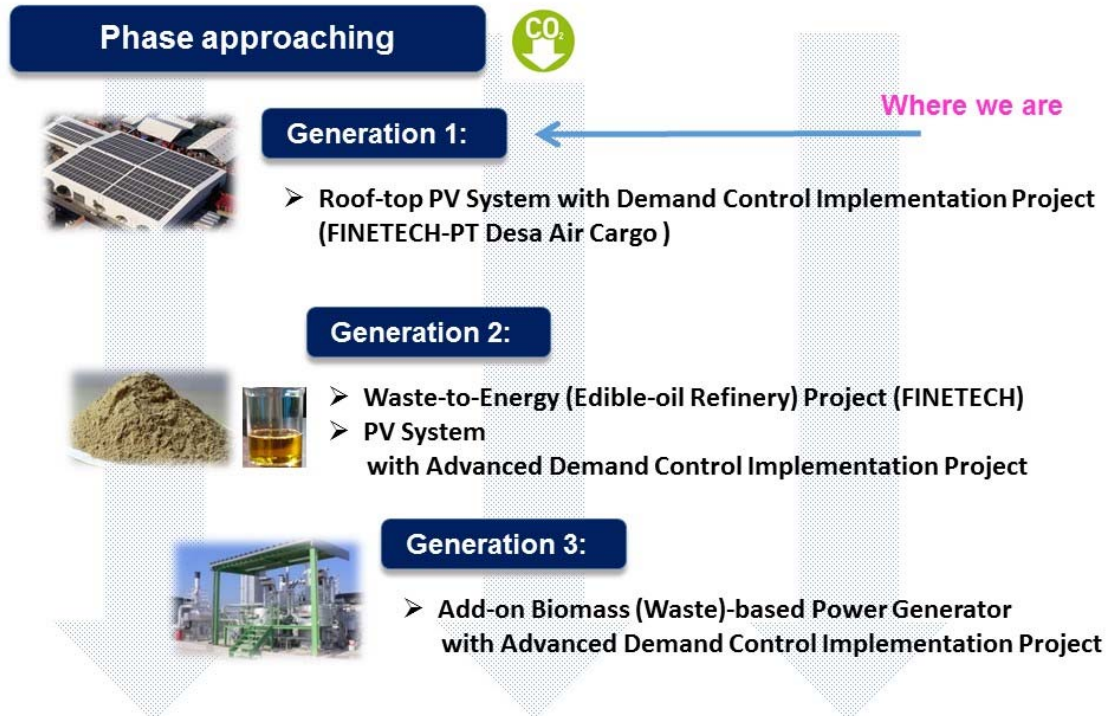 Phase approaching
CO₂
Where we are
Generation 1:
➢ Roof-top PV System with Demand Control Implementation Project
(FINETECH-PT Desa Air Cargo )
Generation 2:
➢ Waste-to-Energy (Edible-oil Refinery) Project (FINETECH)
➢ PV System
with Advanced Demand Control Implementation Project
Generation 3:
➢ Add-on Biomass (Waste)-based Power Generator
with Advanced Demand Control Implementation Project